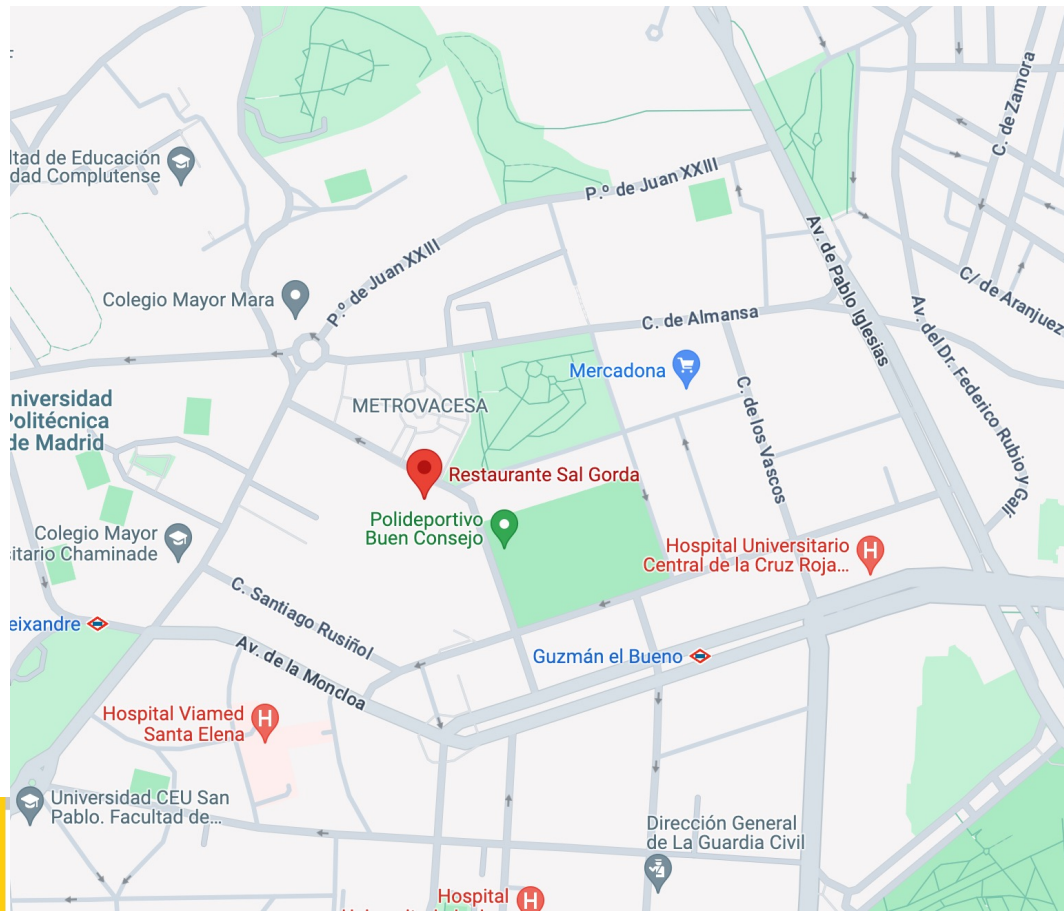 C. de Zamora
ltad de Educación
dad Complutense
P.º de Juan XXIII
Av. de Pablo Iglesias
Colegio Mayor Mara
P.º de Juan XXIII
C/ de Aranjuez
C. de Almansa
Av. del Dr. Federico Rubio y Galí
Mercadona
niversidad
Politécnica
de Madrid
METROVACESA
C. de los Vascos
Restaurante Sal Gorda
Polideportivo
Buen Consejo
Colegio Mayor
sitario Chaminade
Hospital Universitario
Central de la Cruz Roja...
H
C. Santiago Rusiñol
eixandre
Av. de la Moncloa
Guzmán el Bueno
Hospital Viamed
Santa Elena
H
Universidad CEU San
Pablo. Facultad de...
Dirección General
de La Guardia Civil
Hospital
H